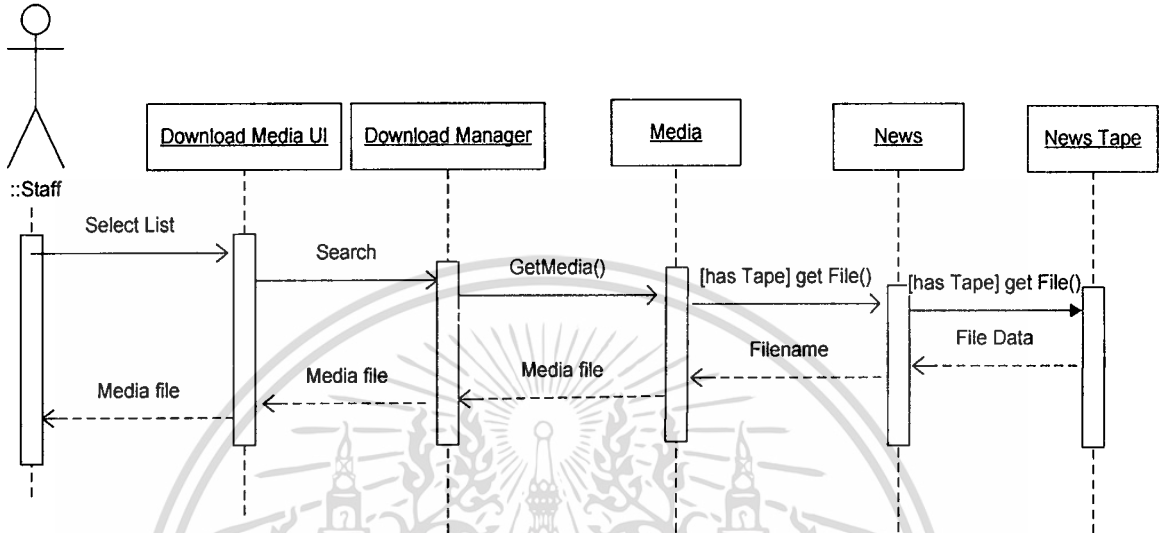 Download Media UI
Download Manager
Media
News
News Tape
::Staff
Select List
Search
GetMedia()
[has Tape] get File()
[has Tape] get File()
File Data
Filename
Media file
Media file
Media file